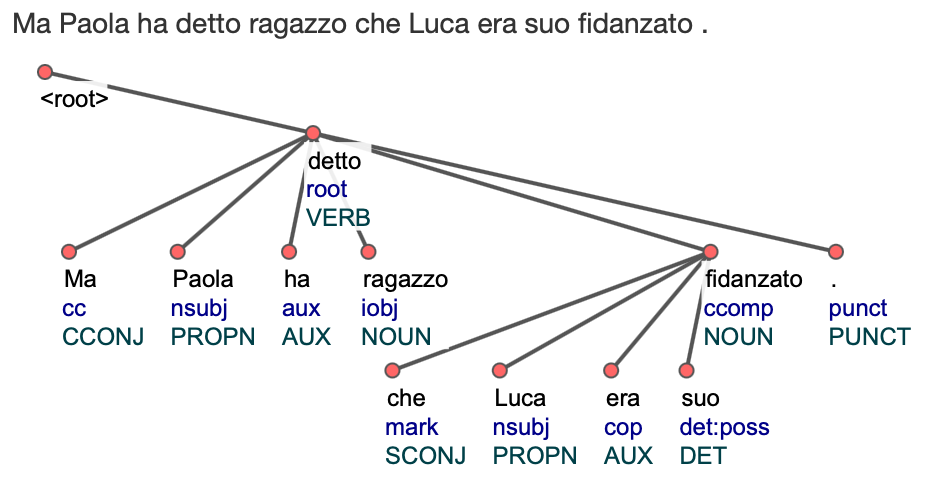 Ma Paola ha detto ragazzo che Luca era suo fidanzato .
<root>
detto
root
VERB
Ma Paola ha ragazzo fidanzato .
cc nsubj aux iobj ccomp punct
CCONJ PROPN AUX NOUN NOUN PUNCT
che Luca era suo
mark nsubj cop det:poss
SCONJ PROPN AUX DET